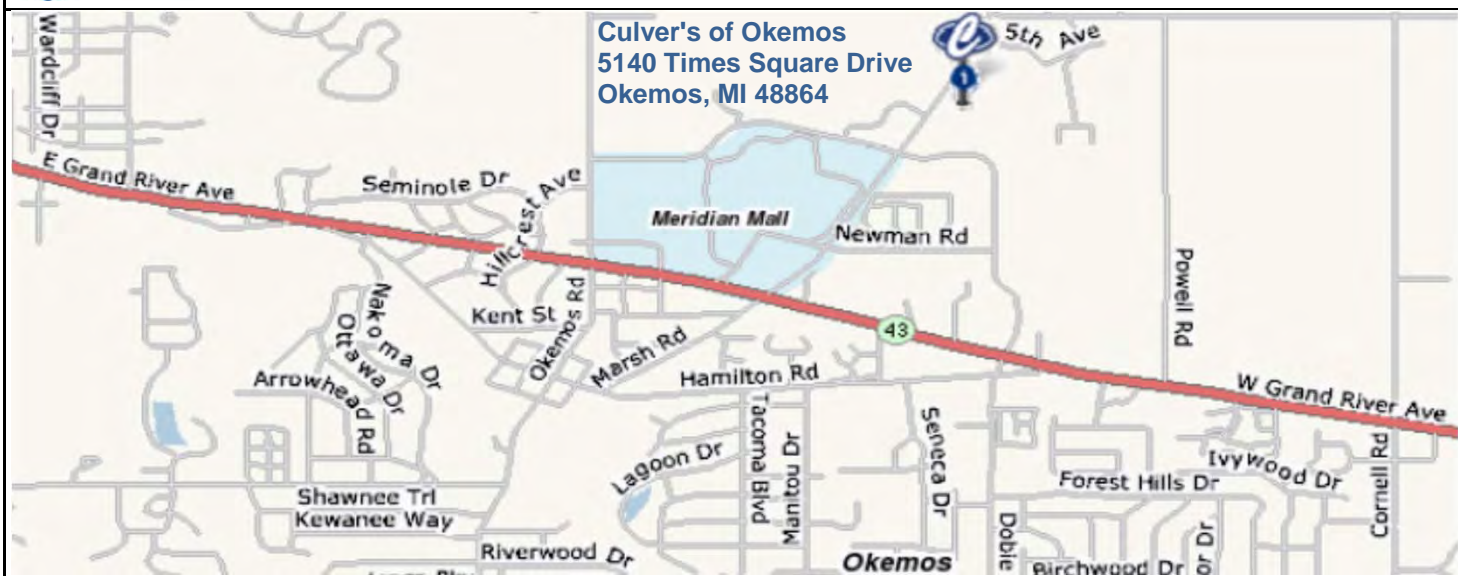 Culver's of Okemos
5140 Times Square Drive
Okemos, MI 48864
5th Ave
1
Wardcliff Dr
E Grand River Ave
Seminole Dr
Hillcrest Ave
Meridian Mall
Newman Rd
Powell Rd
Kent St
Okemos Rd
Nakoma Dr
Ottawa Dr
Arrowhead Rd
Marsh Rd
43
Hamilton Rd
W Grand River Ave
Tacoma Blvd
Manitou Dr
Seneca Dr
Lagoon Dr
Ivywood Dr
Forest Hills Dr
Cornell Rd
Shawnee Trl
Kewanee Way
Riverwood Dr
Okemos
Dobie
Birchwood Dr
or Dr